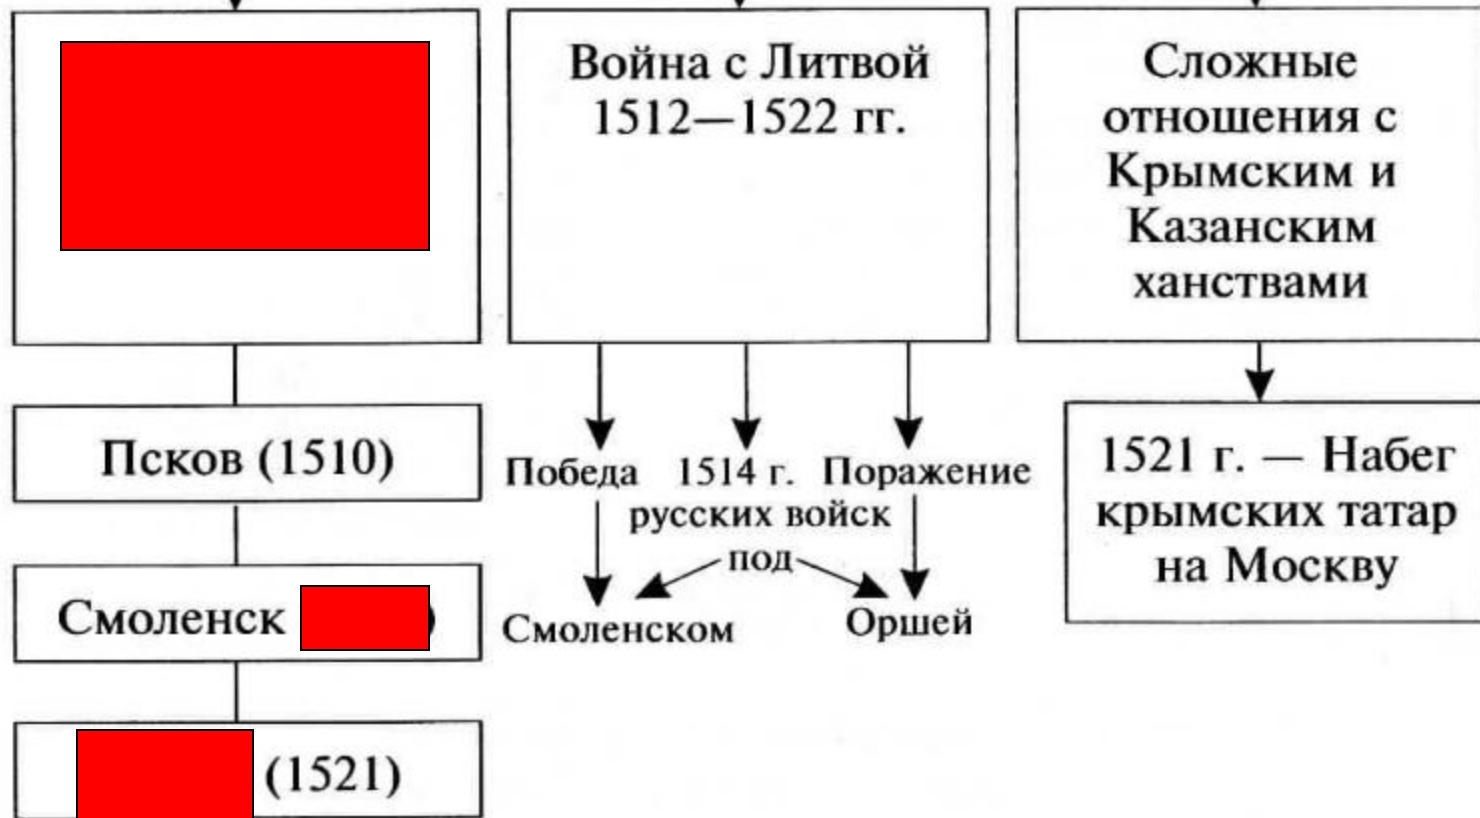 Война с Литвой
1512—1522 гг.
Сложные
отношения с
Крымским и
Казанским
ханствами
Псков (1510)
Смоленск )
(1521)
Победа 1514 г. Поражение
русских войск
под
Смоленском Оршей
1521 г. — Набег
крымских татар
на Москву